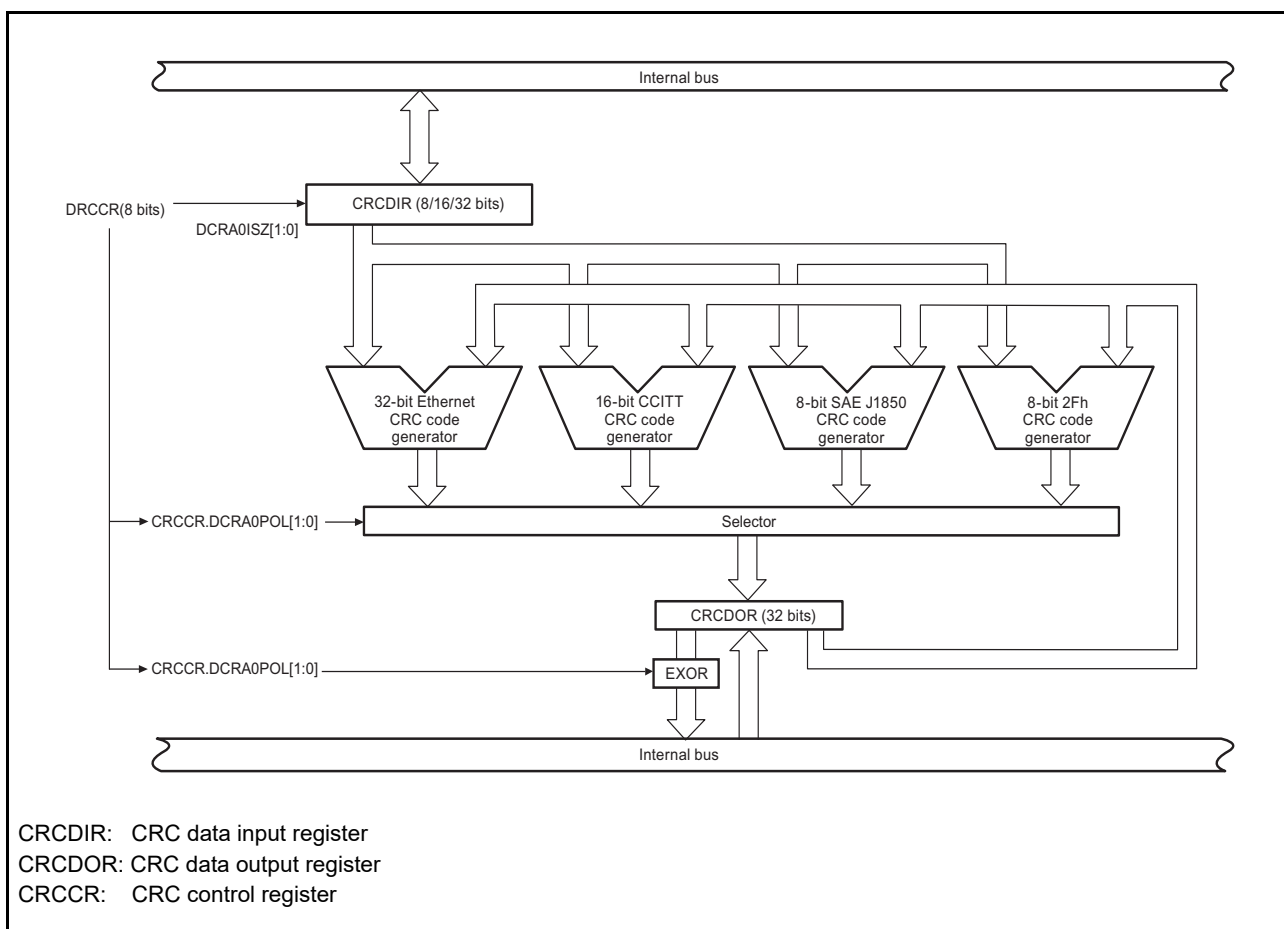 Internal bus
DRCCR(8 bits)
CRCDIR (8/16/32 bits)
DCRA0ISZ[1:0]
32-bit Ethernet
CRC code
generator
16-bit CCITT
CRC code
generator
8-bit SAE J1850
CRC code
generator
8-bit 2Fh
CRC code
generator
CRCCR.DCRA0POL[1:0]
Selector
CRCDOR (32 bits)
CRCCR.DCRA0POL[1:0]
EXOR
Internal bus
CRCDIR: CRC data input register
CRCDOR: CRC data output register
CRCCR: CRC control register